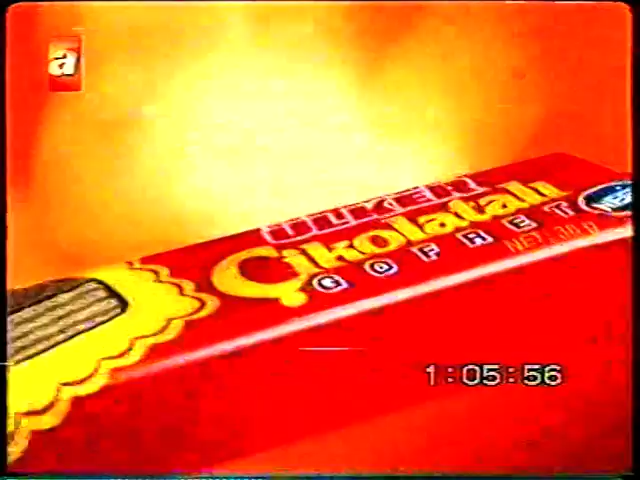 a
ÜLKER
Çikolatalı
GOFRET
NET: 30 g
1:05:56